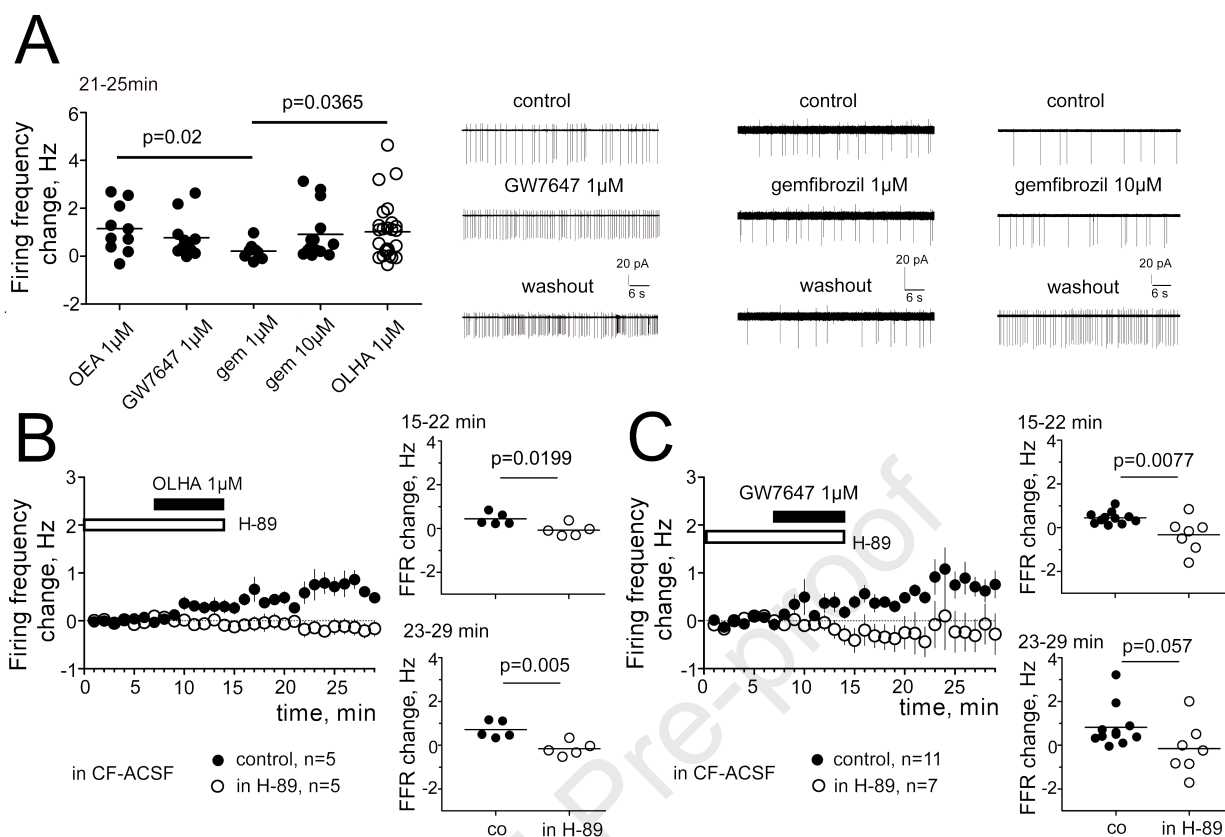 A
21-25min
Firing frequency
change, Hz
6
4
2
0
-2
p=0.02
p=0.0365
OEA 1µM
GW7647 1µM
gem 1µM
gem 10µM
OLHA 1µM
control
GW7647 1µM
20 pA
6 s
washout
control
gemfibrozil 1µM
20 pA
6 s
washout
control
gemfibrozil 10µM
20 pA
6 s
washout
B
Firing frequency
change, Hz
3
2
1
0
-1
OLHA 1µM
H-89
0 5 10 15 20 25
time, min
in CF-ACSF
control, n=5
in H-89, n=5
15-22 min
FFR change, Hz
4
2
0
-2
p=0.0199
23-29 min
FFR change, Hz
4
2
0
-2
p=0.005
co in H-89
C
Firing frequency
change, Hz
3
2
1
0
-1
GW7647 1µM
H-89
0 5 10 15 20 25
time, min
in CF-ACSF
control, n=11
in H-89, n=7
15-22 min
FFR change, Hz
4
2
0
-2
p=0.0077
23-29 min
FFR change, Hz
4
2
0
-2
p=0.057
co in H-89
Pre-proof